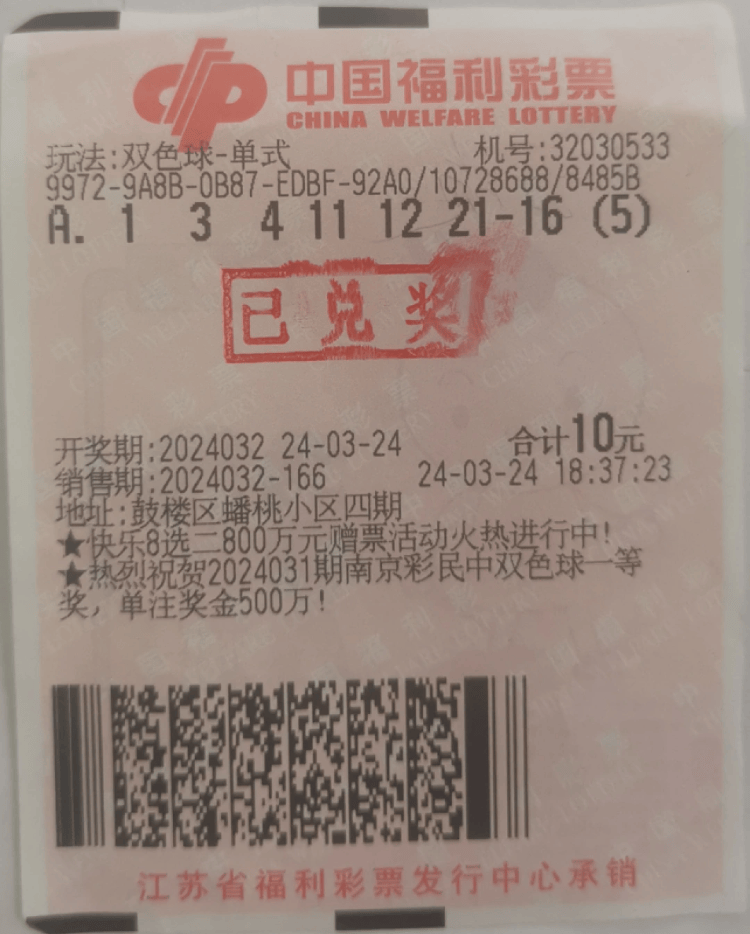 中国福利彩票
CHINA WELFARE LOTTERY
玩法:双色球-单式 机号:32030533
9972-9A8B-0B87-EDBF-92A0/10728688/8485B
A. 1 3 4 11 12 21-16 (5)
已兑奖
开奖期:2024032 24-03-24 合计10元
销售期:2024032-166 24-03-24 18:37:23
地址:鼓楼区蟠桃小区四期
★快乐8选二800万元赠票活动火热进行中!
★热烈祝贺2024031期南京彩民中双色球一等
奖, 单注奖金500万!
江苏省福利彩票发行中心承销